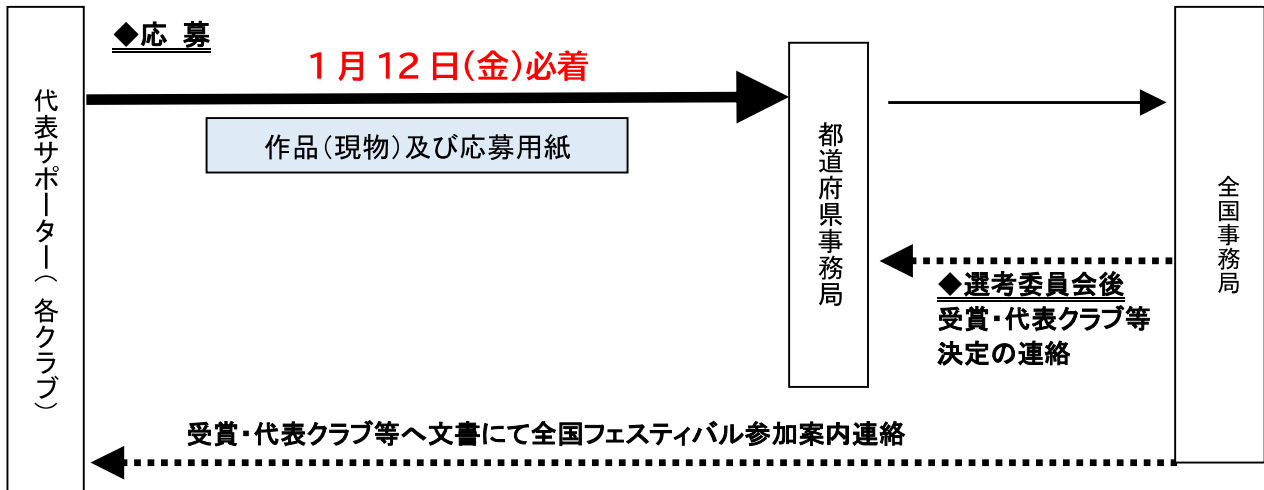 ◆応 募
1月12日(金)必着
作品(現物)及び応募用紙
代表サポーター(各クラブ)
都道府県事務局
全国事務局
◆選考委員会後
受賞・代表クラブ等
決定の連絡
受賞・代表クラブ等へ文書にて全国フェスティバル参加案内連絡